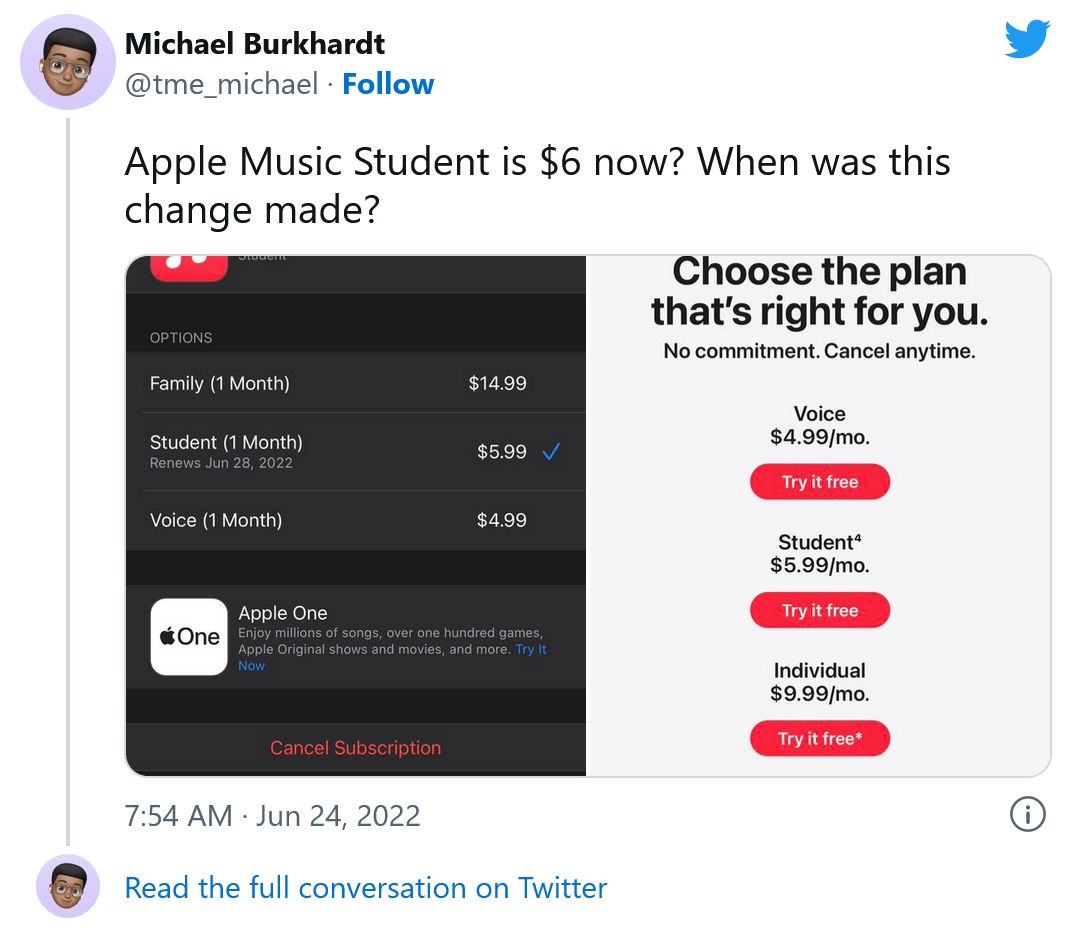 Michael Burkhardt
@tme_michael · Follow
Apple Music Student is $6 now? When was this
change made?
Student
OPTIONS
Family (1 Month) $14.99
Student (1 Month) $5.99
Renews Jun 28, 2022
Voice (1 Month) $4.99
One
Apple One
Enjoy millions of songs, over one hundred games,
Apple Original shows and movies, and more. Try It
Now
Cancel Subscription
Choose the plan
that's right for you.
No commitment. Cancel anytime.
Voice
$4.99/mo.
Try it free
Student⁴
$5.99/mo.
Try it free
Individual
$9.99/mo.
Try it free*
7:54 AM · Jun 24, 2022
Read the full conversation on Twitter